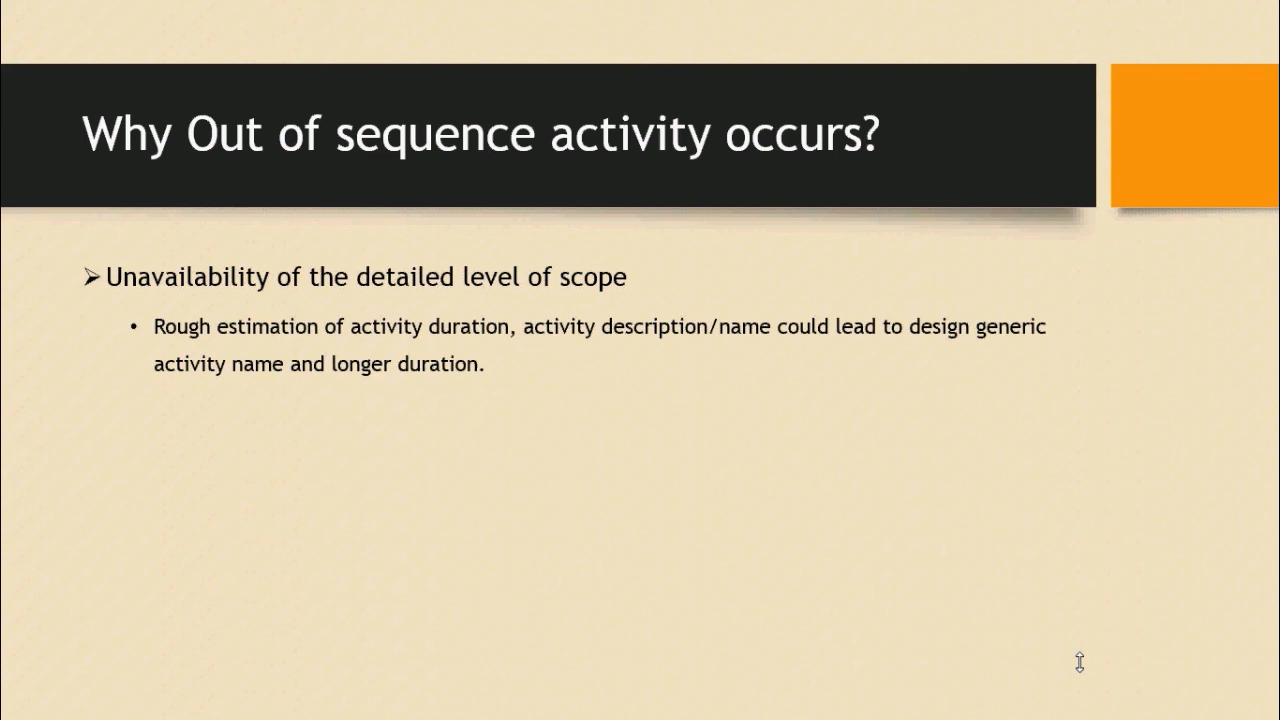 Why Out of sequence activity occurs?
➢ Unavailability of the detailed level of scope
• Rough estimation of activity duration, activity description/name could lead to design generic
activity name and longer duration.